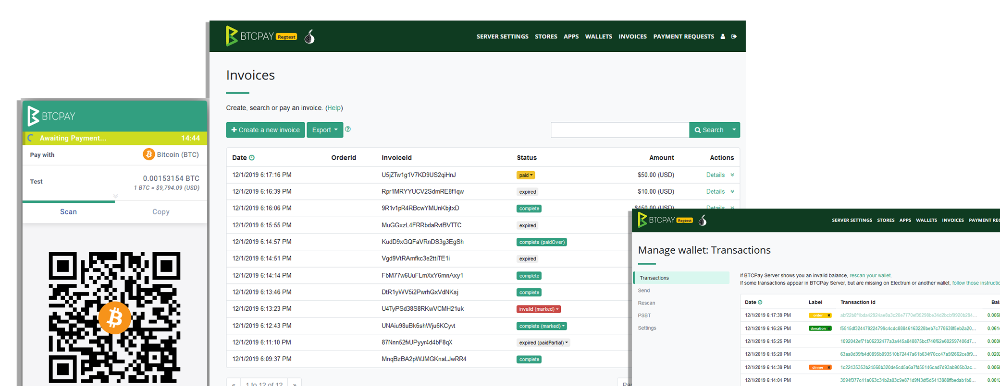 BTCPAY
Awaiting Payment... 14:44
Pay with Bitcoin (BTC)
Test 0.00153154 BTC
1 BTC = $9,794.09 (USD)
Scan Copy
BTCPAY Regtest SERVER SETTINGS STORES APPS WALLETS INVOICES PAYMENT REQUESTS
Invoices
Create, search or pay an invoice. (Help)
Create a new invoice Export Search
Date OrderId InvoiceId Status Amount Actions
12/1/2019 6:17:16 PM U5jZTw1g1V7KD9US2qiHnJ paid $50.00 (USD) Details
12/1/2019 6:16:39 PM Rpr1MRYYUCV2SdmRE8f1qw expired $10.00 (USD) Details
12/1/2019 6:16:06 PM 9R1v1pR4RBcwYMUnKbjtxD complete $450.00 (USD) Details
12/1/2019 6:15:55 PM MuGGxzL4FRRbdaRvtBVTTC expired
12/1/2019 6:14:57 PM KudD9xGQFaVRnDS3g3EgSh complete (paidOver)
12/1/2019 6:14:51 PM Vgd9VtRAmfkc3e2ttiTE1i expired
12/1/2019 6:14:14 PM FbM77w6UuFLmXxY6mnAxy1 complete
12/1/2019 6:13:46 PM DtR1yWV5i2PwrhGxVdNKsj complete
12/1/2019 6:13:23 PM U4TyPSd38S8RKwVCMH21uk invalid (marked)
12/1/2019 6:12:43 PM UNAiu98uBk6shWju6KCyvt complete (marked)
12/1/2019 6:11:10 PM 87Nnn52fvUPyyr4d4bF8qX expired (paidPartial)
12/1/2019 6:09:37 PM MnqBzBA2pWJMGKnaLJwRR4 complete
« 1 to 12 of 12 »
BTCPAY Regtest SERVER SETTINGS STORES APPS WALLETS INVOICES PAYMENT REQ
Manage wallet: Transactions
Transactions
Send
Rescan
PSBT
Settings
If BTCPay Server shows you an invalid balance, rescan your wallet.
If some transactions appear in BTCPay Server, but are missing on Electrum or another wallet, follow those instructio
Date Label Transaction Id Bal
12/1/2019 6:17:39 PM order abf22b8f1bda42924ae8a3c20e7770ef35298be34d2bcbf9920b294... 0.0068
12/1/2019 6:16:26 PM donation f5515df324479224799c4cdc88846163228beb7c778638f5eb2a20... 0.0614
12/1/2019 6:15:25 PM 1092042ef71b06232477a3a445a848875bcf746f62e602597406d7... 0.0006
12/1/2019 6:15:20 PM 63aa0d39fb4d0895b093510b72447a61b634f70cc47a5f2662ce9f9... 0.0202
12/1/2019 6:14:39 PM dinner 1c22435353b24568b320de5cd5a6a7fd55146cad7d93ab905b3ac... 0.0068
12/1/2019 6:14:04 PM 3594f377c41a063c34b2a03c9e871d9f43df5d5413888ffbedab1b0... 0.0012